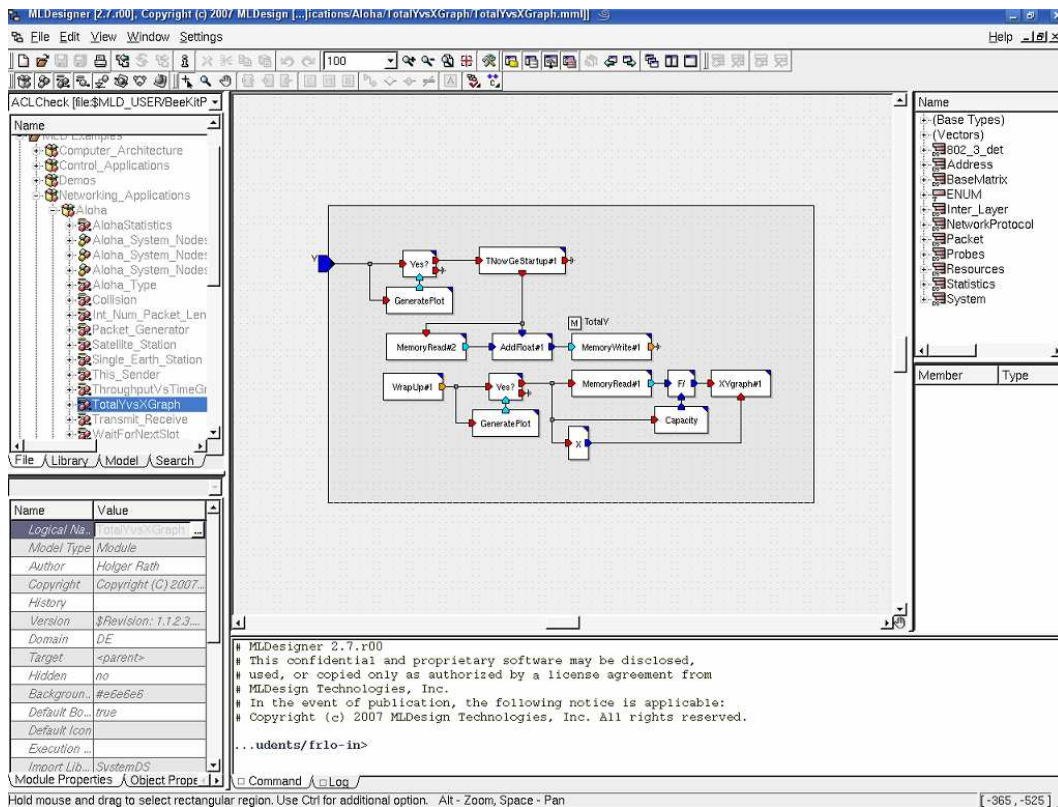 MLDesigner [2.7.r00], Copyright (c) 2007 MLDesign [...]ications/Aloha/TotalYvsXGraph/TotalYvsXGraph.mml]]
File Edit View Window Settings Help
100
ACLCheck [file:$MLD_USER/BeeKitP
Name
MLD Examples
Computer_Architecture
Control_Applications
Demos
Networking_Applications
Aloha
AlohaStatistics
Aloha_System_Nodes
Aloha_System_Nodes
Aloha_System_Nodes
Aloha_Type
Collision
Int_Num_Packet_Len
Packet_Generator
Satellite_Station
Single_Earth_Station
This_Sender
ThroughputVsTimeGr
TotalYvsXGraph
Transmit_Receive
WaitForNextSlot
File Library Model Search
Name Value
Logical Na... TotalYvsXGraph ...
Model Type Module
Author Holger Rath
Copyright Copyright (C) 2007...
History
Version $Revision: 1.1.2.3....
Domain DE
Target <parent>
Hidden no
Backgroun... #e6e6e6
Default Bo... true
Default Icon
Execution ...
Import Lib... SystemDS
Module Properties Object Prope
Y
Yes?
TNowGeStartup#1
GeneratePlot
M TotalY
MemoryRead#2
AddFloat#1
MemoryWrite#1
WrapUp#1
Yes?
MemoryRead#1
F/
XYgraph#1
GeneratePlot
Capacity
X
# MLDesigner 2.7.r00
# This confidential and proprietary software may be disclosed,
# used, or copied only as authorized by a license agreement from
# MLDesign Technologies, Inc.
# In the event of publication, the following notice is applicable:
# Copyright (c) 2007 MLDesign Technologies, Inc. All rights reserved.
...udents/frlo-in>
Command Log
Name
(Base Types)
(Vectors)
802_3_det
Address
BaseMatrix
ENUM
Inter_Layer
NetworkProtocol
Packet
Probes
Resources
Statistics
System
Member Type
Hold mouse and drag to select rectangular region. Use Ctrl for additional option. Alt - Zoom, Space - Pan
[-365 ,-525]